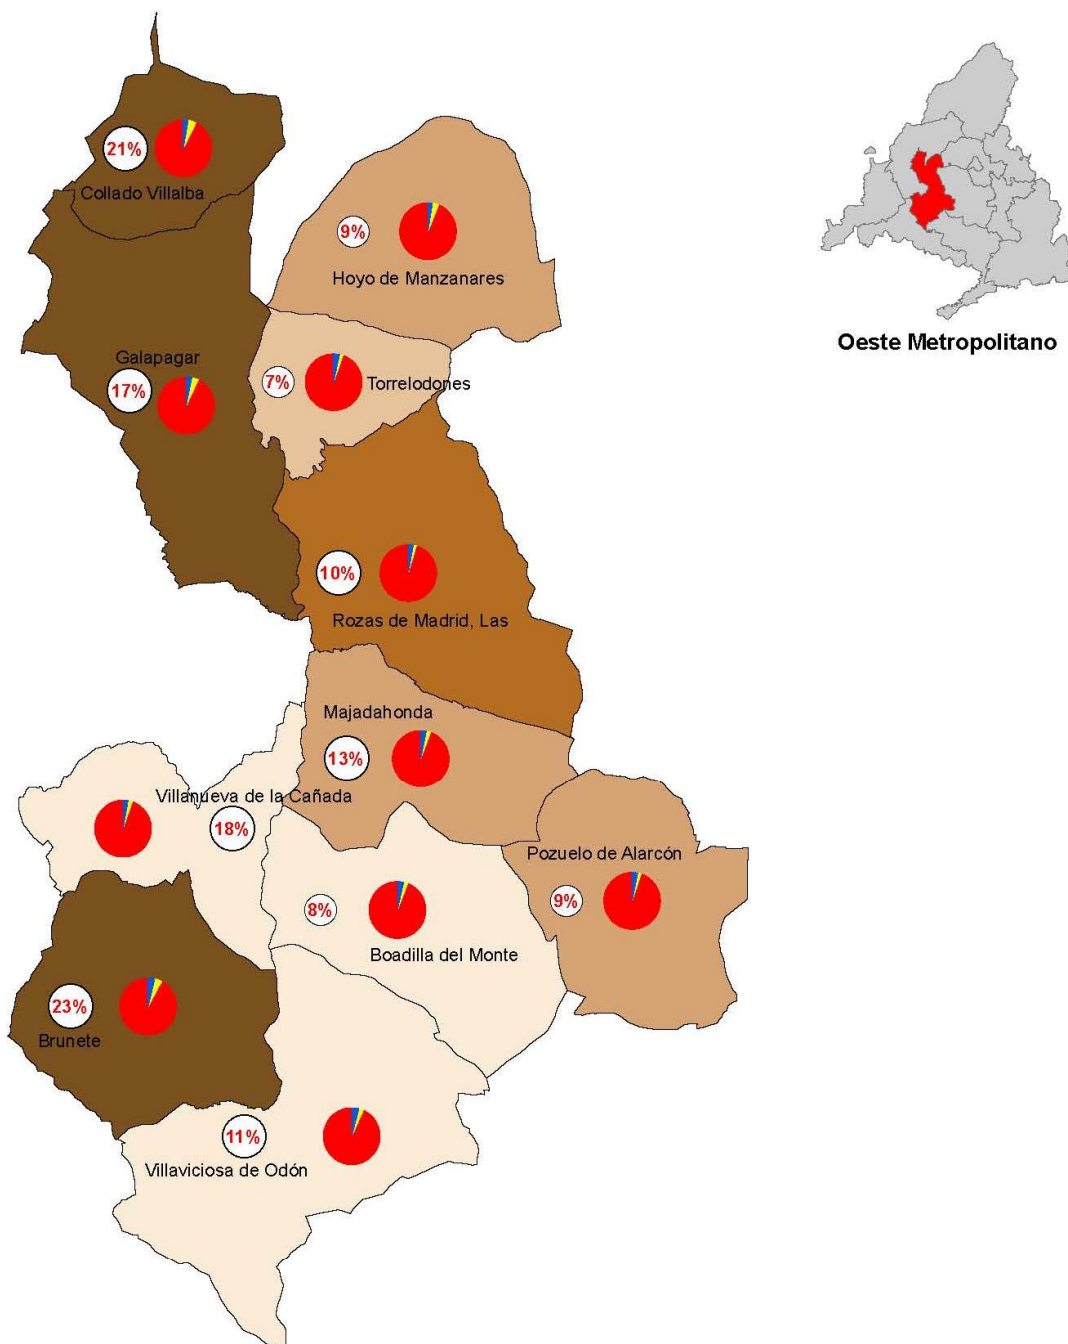 21%
Collado Villalba
9%
Hoyo de Manzanares
Oeste Metropolitano
Galapagar
17%
7%
Torrelodones
10%
Rozas de Madrid, Las
Majadahonda
13%
Villanueva de la Cañada
18%
Pozuelo de Alarcón
9%
8%
Boadilla del Monte
23%
Brunete
11%
Villaviciosa de Odón